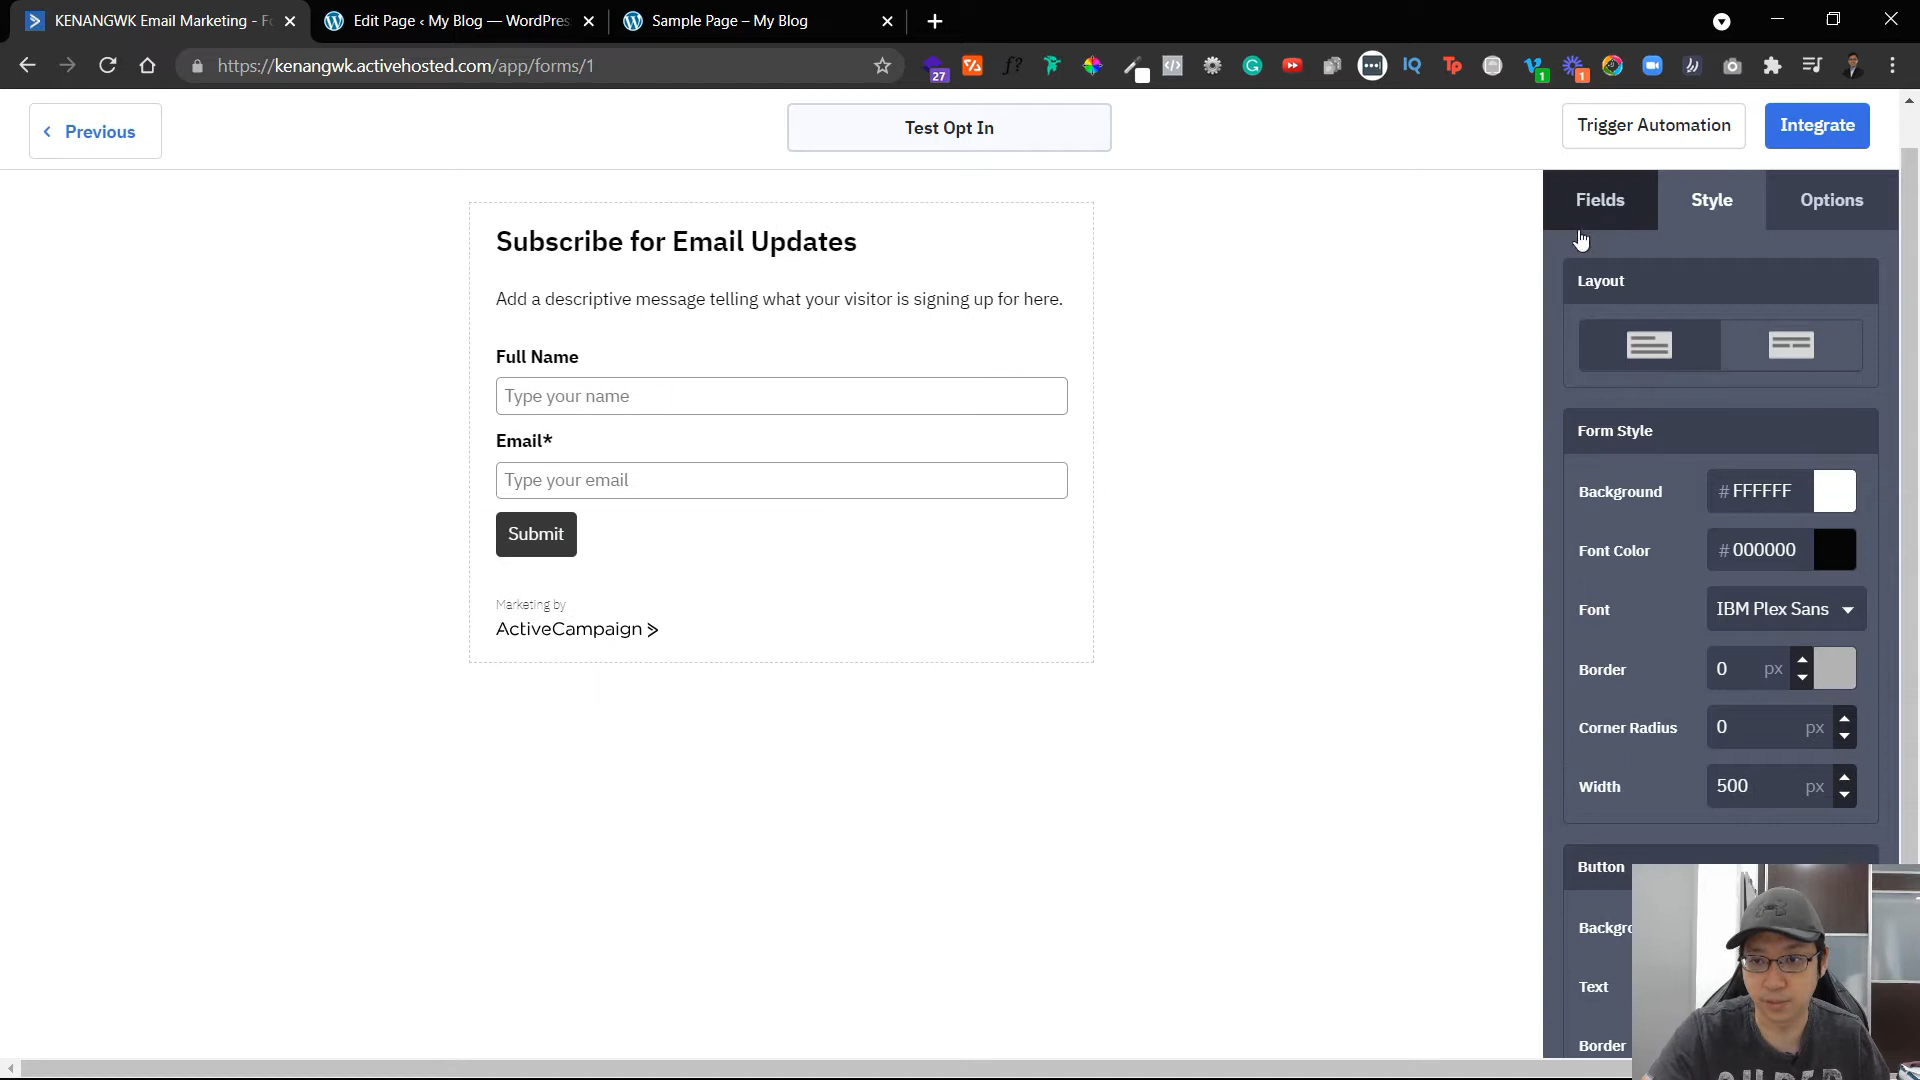 KENANGWK Email Marketing - Fo
Edit Page ‹ My Blog — WordPres
Sample Page – My Blog
https://kenangwk.activehosted.com/app/forms/1
27
1
1
Previous
Test Opt In
Trigger Automation
Integrate
Fields
Style
Options
Subscribe for Email Updates
Add a descriptive message telling what your visitor is signing up for here.
Full Name
Type your name
Email*
Type your email
Submit
Marketing by
ActiveCampaign >
Layout
Form Style
Background
# FFFFFF
Font Color
# 000000
Font
IBM Plex Sans
Border
0 px
Corner Radius
0 px
Width
500 px
Button
Backgro
Text
Border